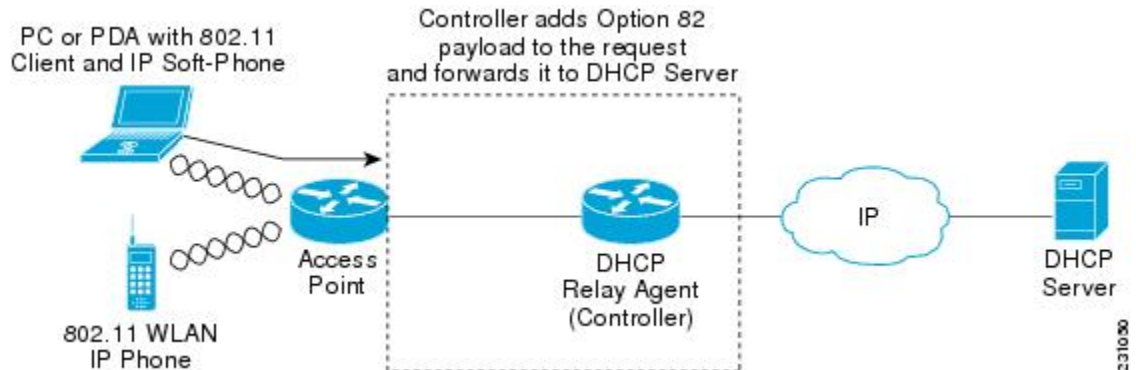 Controller adds Option 82
payload to the request
and forwards it to DHCP Server
PC or PDA with 802.11
Client and IP Soft-Phone
Access
Point
802.11 WLAN
IP Phone
DHCP
Relay Agent
(Controller)
IP
DHCP
Server
231050